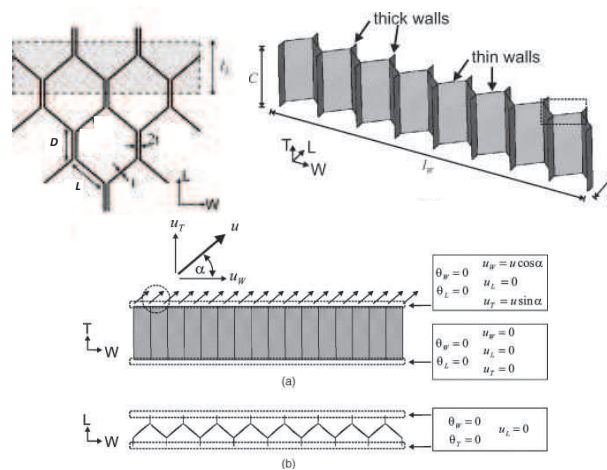 thick walls
thin walls
C
D
L
2t
t
L
W
T
L
W
l_W
u_T
u
α
u_W
θ_W = 0
θ_L = 0
u_W = u cosα
u_L = 0
u_T = u sinα
T
W
θ_W = 0
θ_L = 0
u_W = 0
u_L = 0
u_T = 0
(a)
L
W
θ_W = 0
θ_T = 0
u_L = 0
(b)